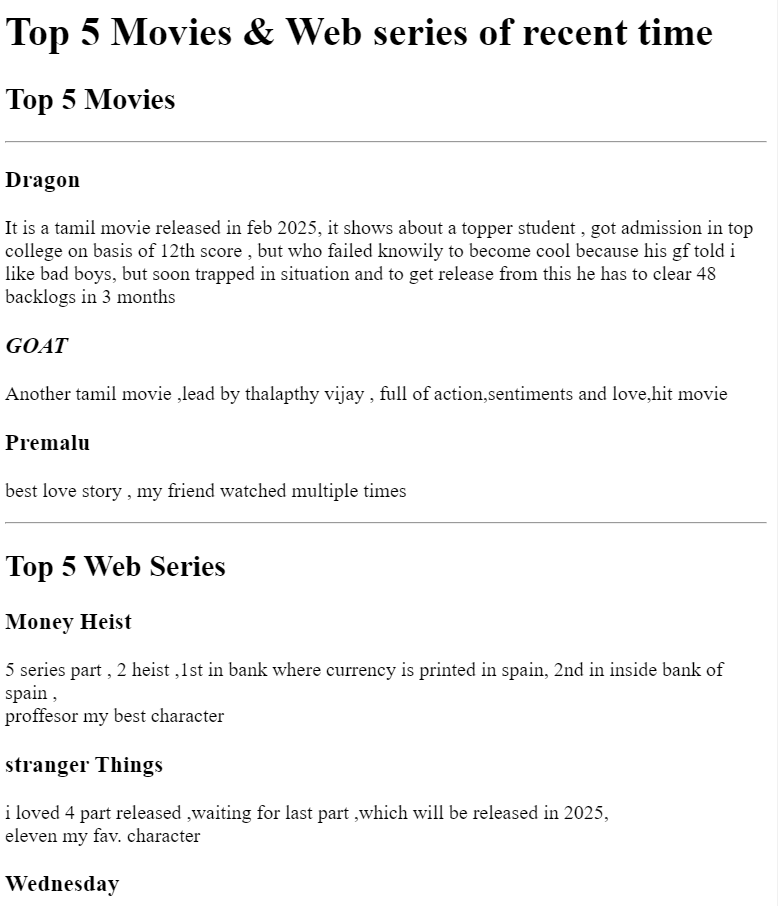 Top 5 Movies & Web series of recent time
Top 5 Movies
Dragon
It is a tamil movie released in feb 2025, it shows about a topper student , got admission in top
college on basis of 12th score , but who failed knowily to become cool because his gf told i
like bad boys, but soon trapped in situation and to get release from this he has to clear 48
backlogs in 3 months
GOAT
Another tamil movie ,lead by thalapthy vijay , full of action,sentiments and love,hit movie
Premalu
best love story , my friend watched multiple times
Top 5 Web Series
Money Heist
5 series part , 2 heist ,1st in bank where currency is printed in spain, 2nd in inside bank of
spain ,
proffesor my best character
stranger Things
i loved 4 part released ,waiting for last part ,which will be released in 2025,
eleven my fav. character
Wednesday